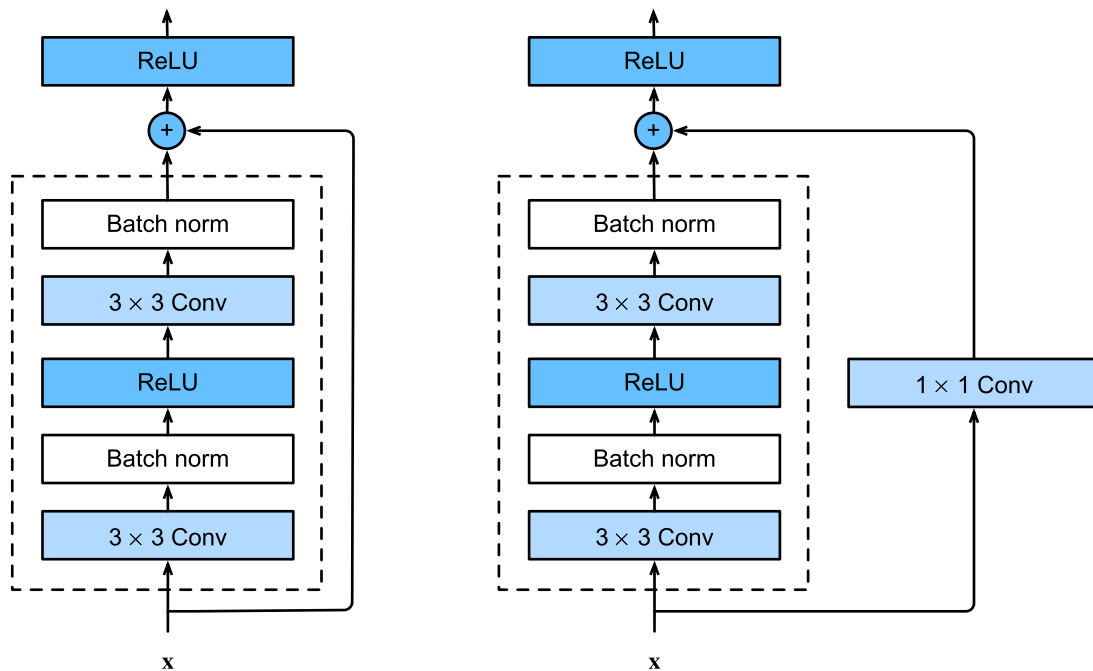 ReLU
+
Batch norm
3 × 3 Conv
ReLU
Batch norm
3 × 3 Conv
x
ReLU
+
Batch norm
3 × 3 Conv
ReLU
Batch norm
3 × 3 Conv
x
1 × 1 Conv